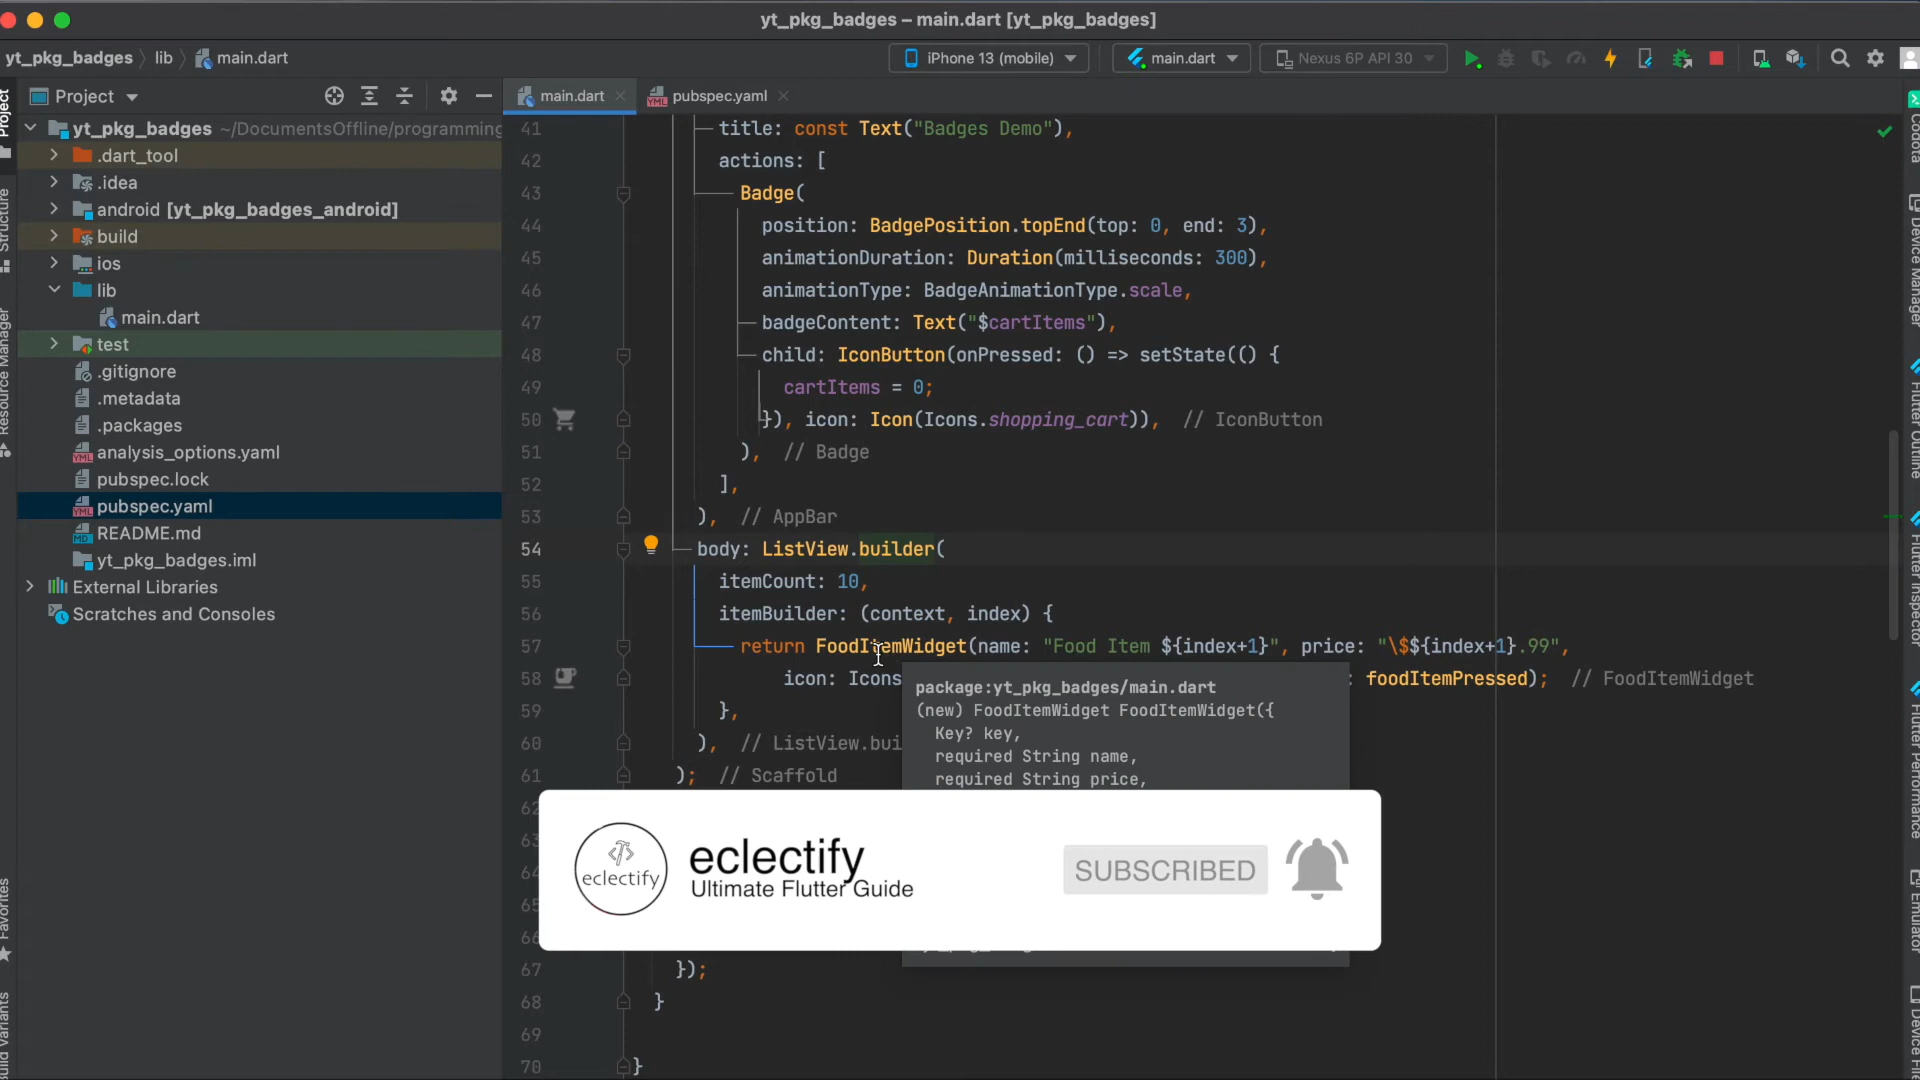 yt_pkg_badges – main.dart [yt_pkg_badges]
yt_pkg_badges lib main.dart
iPhone 13 (mobile) main.dart Nexus 6P API 30
Project
main.dart
pubspec.yaml
yt_pkg_badges ~/DocumentsOffline/programming
.dart_tool
.idea
android [yt_pkg_badges_android]
build
ios
lib
main.dart
test
.gitignore
.metadata
.packages
analysis_options.yaml
pubspec.lock
pubspec.yaml
README.md
yt_pkg_badges.iml
External Libraries
Scratches and Consoles
Project
Structure
Resource Manager
Favorites
Build Variants
41 title: const Text("Badges Demo"),
42 actions: [
43 Badge(
44 position: BadgePosition.topEnd(top: 0, end: 3),
45 animationDuration: Duration(milliseconds: 300),
46 animationType: BadgeAnimationType.scale,
47 badgeContent: Text("$cartItems"),
48 child: IconButton(onPressed: () => setState(() {
49 cartItems = 0;
50 }), icon: Icon(Icons.shopping_cart)), // IconButton
51 ), // Badge
52 ],
53 ), // AppBar
54 body: ListView.builder(
55 itemCount: 10,
56 itemBuilder: (context, index) {
57 return FoodItemWidget(name: "Food Item ${index+1}", price: "\$${index+1}.99",
58 icon: Icons : foodItemPressed); // FoodItemWidget
59 },
60 ), // ListView.bui
61 ); // Scaffold
package:yt_pkg_badges/main.dart
(new) FoodItemWidget FoodItemWidget({
Key? key,
required String name,
required String price,
eclectify
eclectify
Ultimate Flutter Guide
SUBSCRIBED
67 });
68 }
69
70 }
Codota
Device Manager
Flutter Outline
Flutter Inspector
Flutter Performance
Emulator
Device File